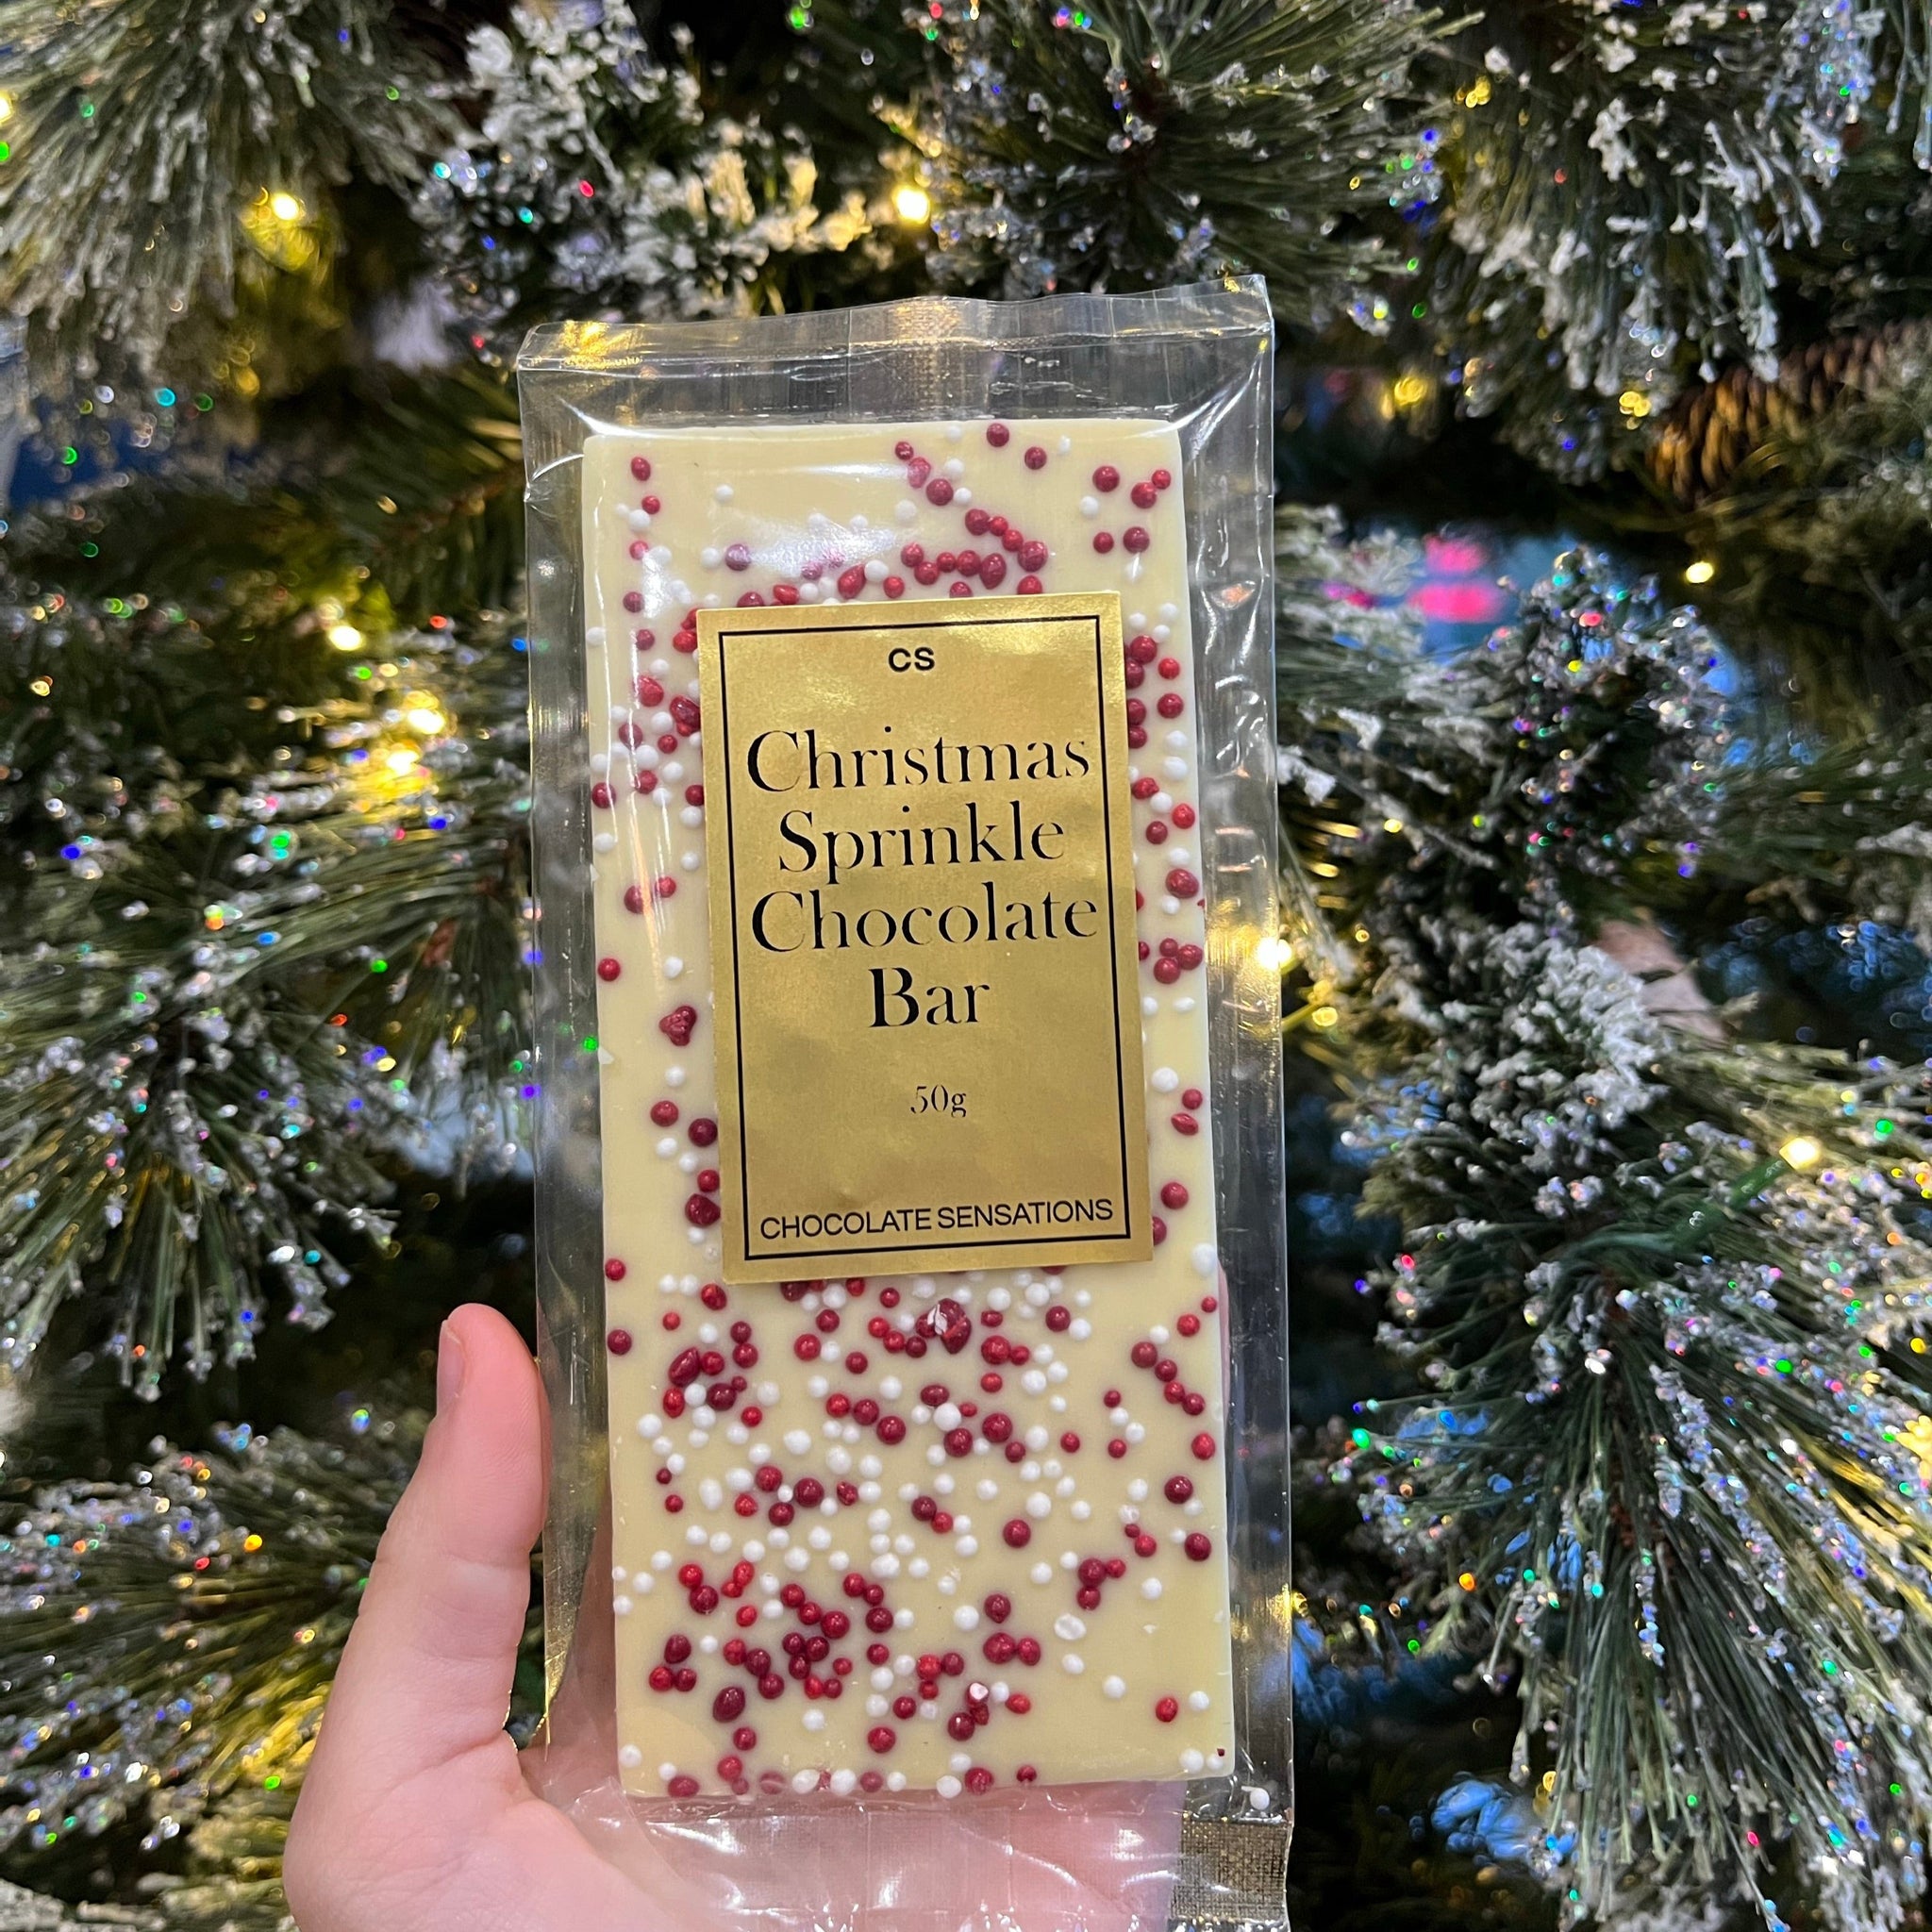 CS
Christmas
Sprinkle
Chocolate
Bar
50g
CHOCOLATE SENSATIONS